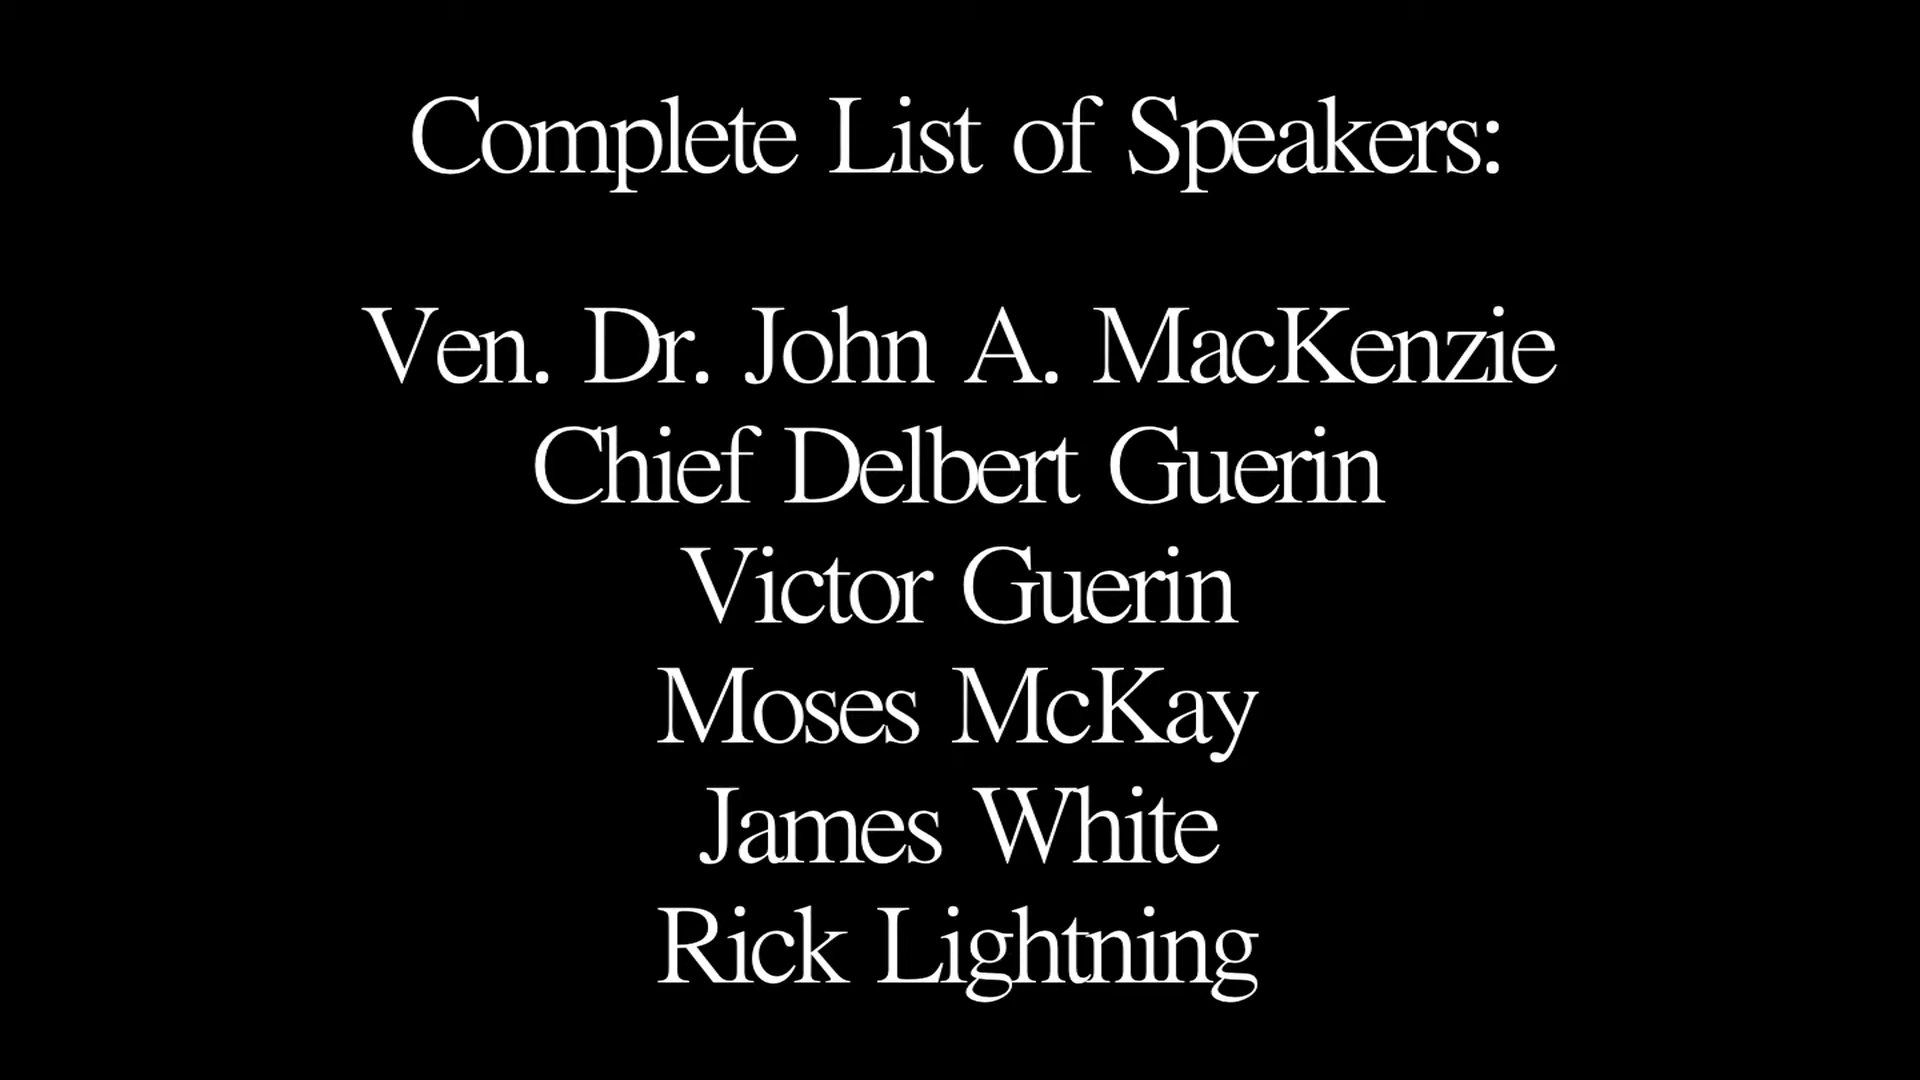 Complete List of Speakers:
Ven. Dr. John A. MacKenzie
Chief Delbert Guerin
Victor Guerin
Moses McKay
James White
Rick Lightning